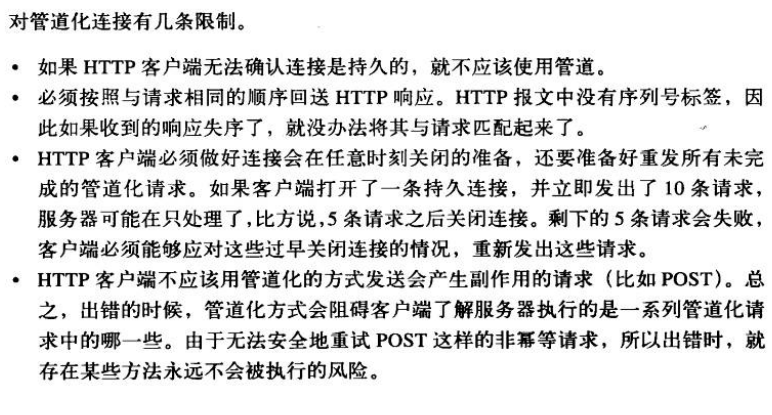 对管道化连接有几条限制。
• 如果 HTTP 客户端无法确认连接是持久的，就不应该使用管道。
• 必须按照与请求相同的顺序回送 HTTP 响应。HTTP 报文中没有序列号标签，因
此如果收到的响应失序了，就没办法将其与请求匹配起来了。
• HTTP 客户端必须做好连接会在任意时刻关闭的准备，还要准备好重发所有未完
成的管道化请求。如果客户端打开了一条持久连接，并立即发出了 10 条请求，
服务器可能在只处理了，比方说，5 条请求之后关闭连接。剩下的 5 条请求会失败，
客户端必须能够应对这些过早关闭连接的情况，重新发出这些请求。
• HTTP 客户端不应该用管道化的方式发送会产生副作用的请求（比如 POST）。总
之，出错的时候，管道化方式会阻碍客户端了解服务器执行的是一系列管道化请
求中的哪一些。由于无法安全地重试 POST 这样的非幂等请求，所以出错时，就
存在某些方法永远不会被执行的风险。